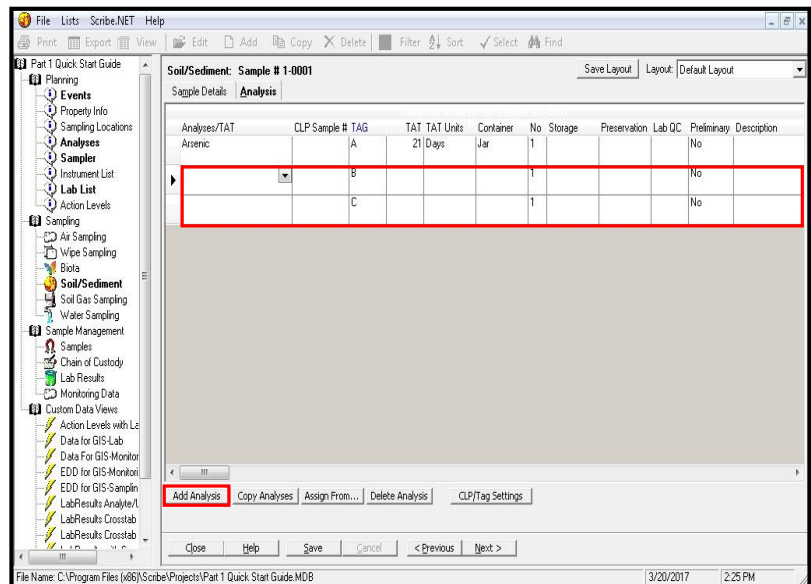 File Lists Scribe.NET Help
Print Export View Edit Add Copy Delete Filter Sort Select Find
Part 1 Quick Start Guide
Planning
Events
Property Info
Sampling Locations
Analyses
Sampler
Instrument List
Lab List
Action Levels
Sampling
Air Sampling
Wipe Sampling
Biota
Soil/Sediment
Soil Gas Sampling
Water Sampling
Sample Management
Samples
Chain of Custody
Lab Results
Monitoring Data
Custom Data Views
Action Levels with La
Data for GIS-Lab
Data For GIS-Monitor
EDD for GIS-Monitori
EDD for GIS-Samplin
LabResults Analyte/L
LabResults Crosstab
LabResults Crosstab
Soil/Sediment: Sample # 1-0001
Save Layout Layout: Default Layout
Sample Details Analysis
Analyses/TAT CLP Sample # TAG TAT TAT Units Container No Storage Preservation Lab QC Preliminary Description
Arsenic A 21 Days Jar 1 No
B 1 No
C 1 No
Add Analysis Copy Analyses Assign From... Delete Analysis CLP/Tag Settings
Close Help Save Cancel < Previous Next >
File Name: C:\Program Files (x86)\Scribe\Projects\Part 1 Quick Start Guide.MDB 3/20/2017 2:25 PM